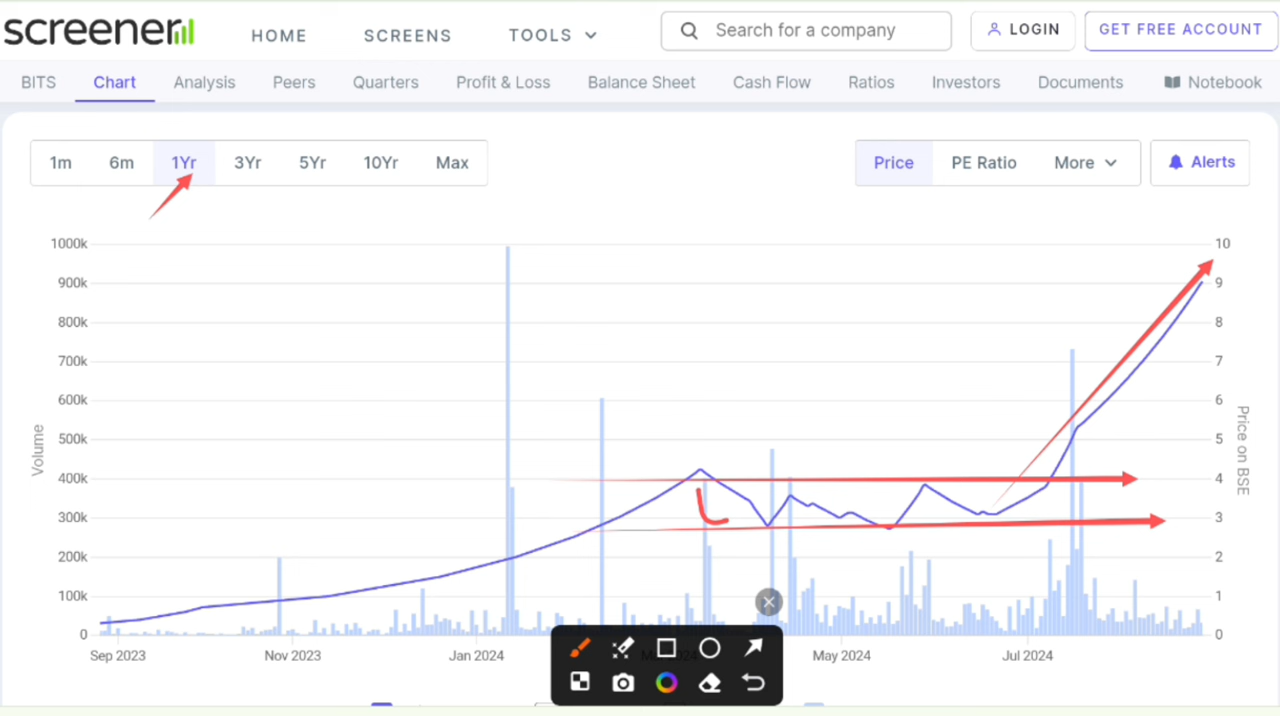 screener
HOME SCREENS TOOLS
Search for a company
LOGIN
GET FREE ACCOUNT
BITS Chart Analysis Peers Quarters Profit & Loss Balance Sheet Cash Flow Ratios Investors Documents Notebook
1m 6m 1Yr 3Yr 5Yr 10Yr Max
Price PE Ratio More
Alerts
1000k 10
900k 9
800k 8
700k 7
600k 6
500k 5
400k 4
300k 3
200k 2
100k 1
0 0
Volume
Price on BSE
Sep 2023 Nov 2023 Jan 2024 Mar 2024 May 2024 Jul 2024